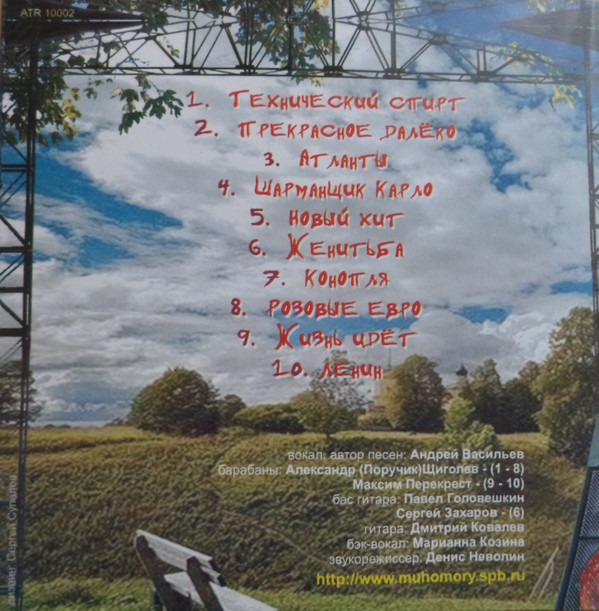 ATR 10002
1. Технический спирт
2. Прекрасное далёко
3. Атланты
4. Шарманщик Карло
5. Новый хит
6. Женитьба
7. Конопля
8. Розовые евро
9. Жизнь идёт
10. Ленин
вокал, автор песен: Андрей Васильев
барабаны: Александр (Поручик)Щиголев - (1 - 8)
Максим Перекрест - (9 - 10)
бас гитара: Павел Головешкин
Сергей Захаров - (6)
гитара: Дмитрий Ковалев
бэк-вокал: Марианна Козина
звукорежиссер: Денис Неволин
http://www.muhomory.spb.ru
дизайн: Сергей Супалов